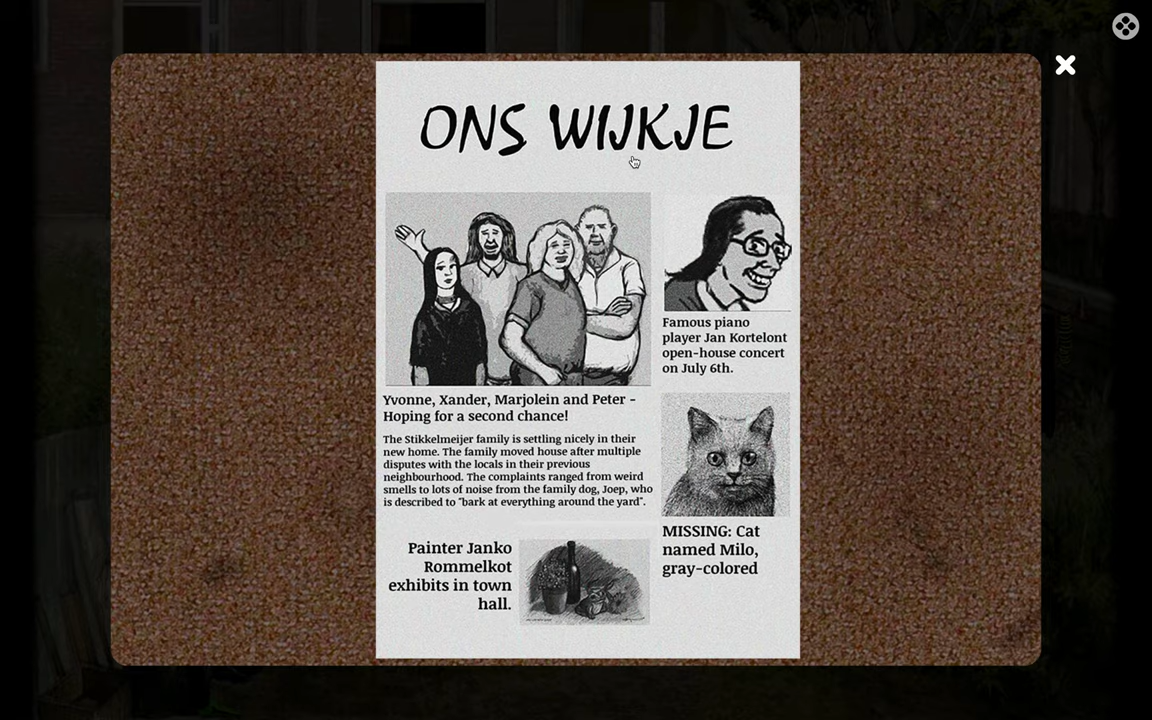 ONS WIJKJE
Yvonne, Xander, Marjolein and Peter -
Hoping for a second chance!
The Stikkelmeijer family is settling nicely in their
new home. The family moved house after multiple
disputes with the locals in their previous
neighbourhood. The complaints ranged from weird
smells to lots of noise from the family dog, Joep, who
is described to "bark at everything around the yard".
Painter Janko
Rommelkot
exhibits in town
hall.
Famous piano
player Jan Kortelont
open-house concert
on July 6th.
MISSING: Cat
named Milo,
gray-colored